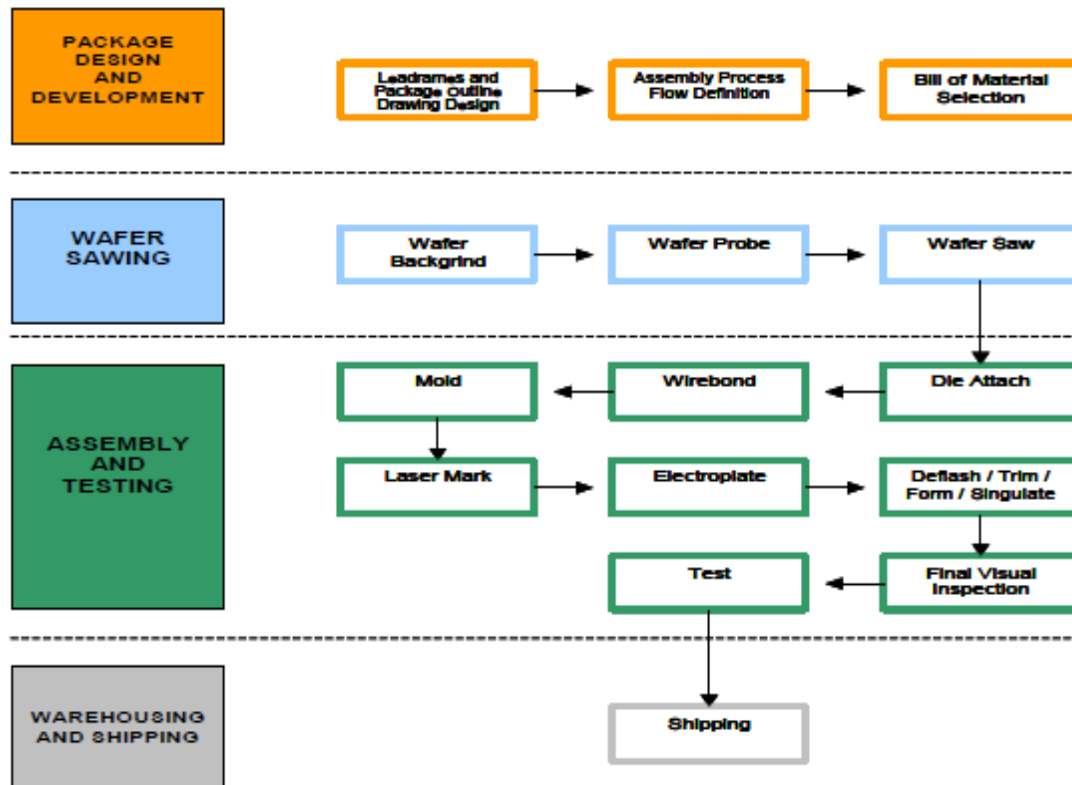 PACKAGE
DESIGN
AND
DEVELOPMENT
Leadrames and
Package outline
Drawing Design
Assembly Process
Flow Definition
Bill of Material
Selection
WAFER
SAWING
Wafer
Backgrind
Wafer Probe
Wafer Saw
ASSEMBLY
AND
TESTING
Mold
Wirebond
Die Attach
Laser Mark
Electroplate
Deflash / Trim /
Form / Singulate
Test
Final Visual
Inspection
WAREHOUSING
AND SHIPPING
Shipping